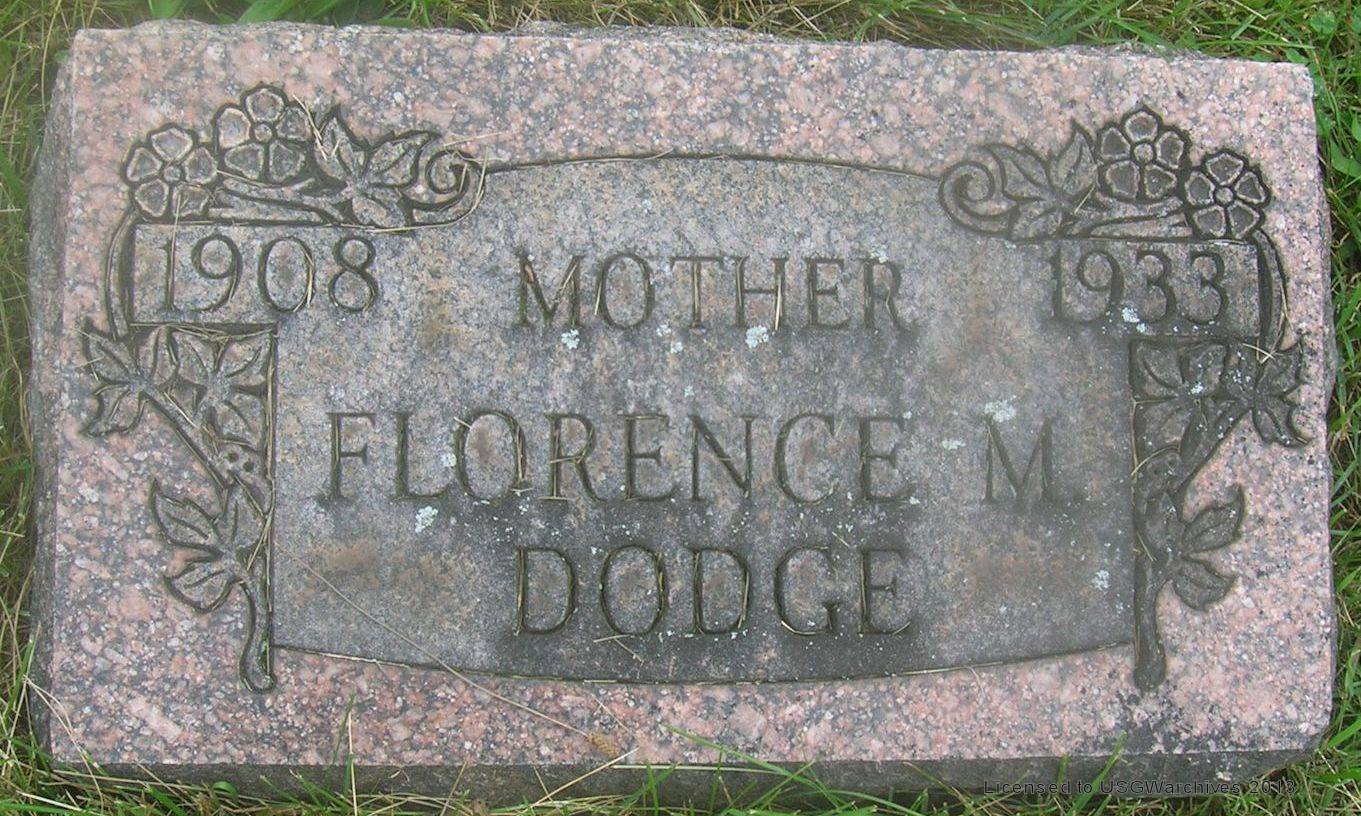 1908 MOTHER 1933
FLORENCE M.
DODGE
Licensed to USGWarchives 2013